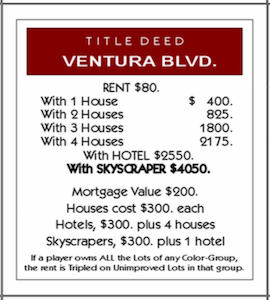 TITLE DEED
VENTURA BLVD.
RENT $80.
With 1 House $ 400.
With 2 Houses 825.
With 3 Houses 1800.
With 4 Houses 2175.
With HOTEL $2550.
With SKYSCRAPER $4050.
Mortgage Value $200.
Houses cost $300. each
Hotels, $300. plus 4 houses
Skyscrapers, $300. plus 1 hotel
If a player owns ALL the Lots of any Color-Group,
the rent is Tripled on Unimproved Lots in that group.